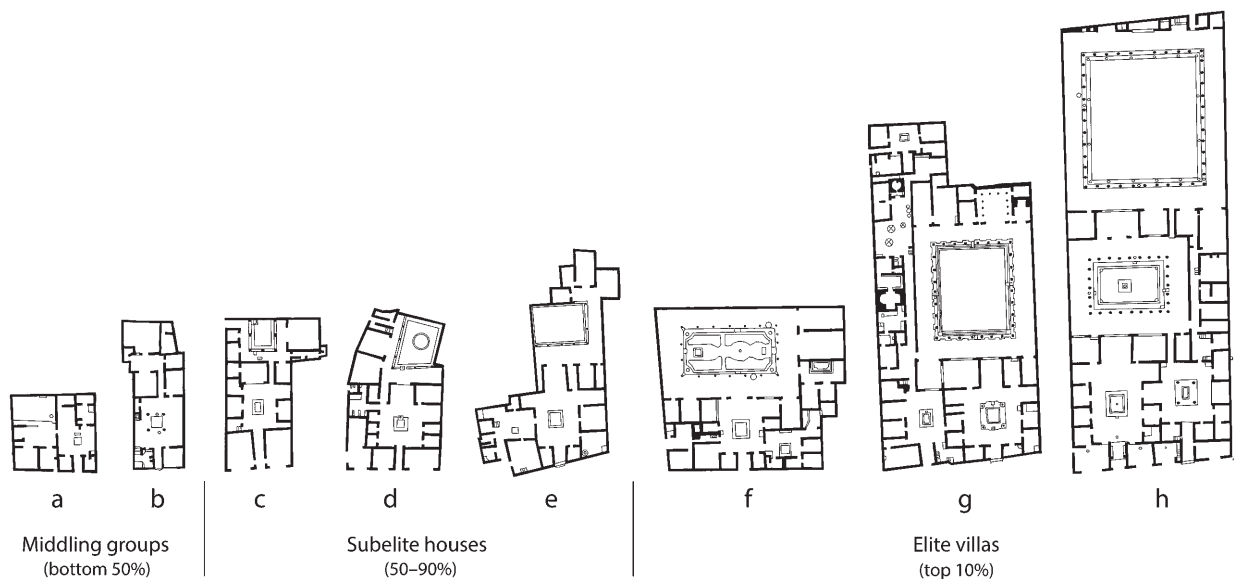 a b c d e f g h
Middling groups Subelite houses Elite villas
(bottom 50%) (50–90%) (top 10%)